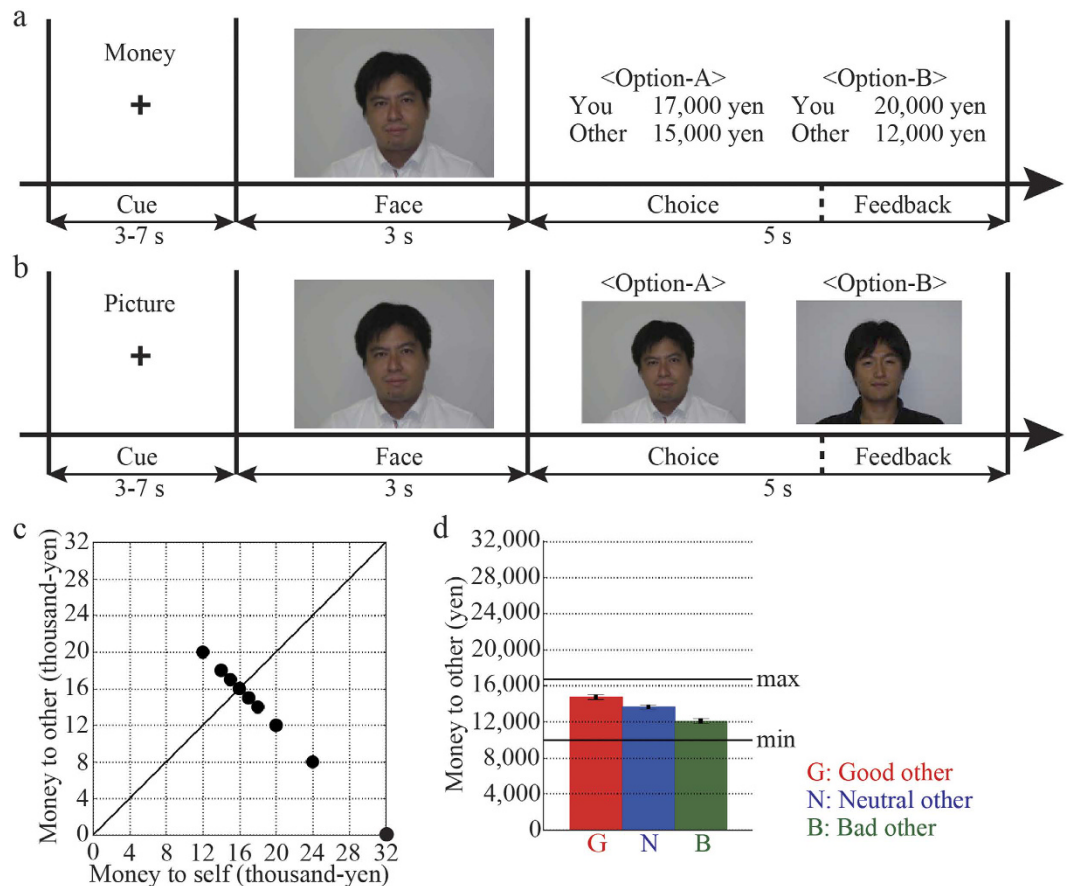 a
Money
+
<Option-A> <Option-B>
You 17,000 yen You 20,000 yen
Other 15,000 yen Other 12,000 yen
Cue Face Choice Feedback
3-7 s 3 s 5 s
b
Picture
+
<Option-A> <Option-B>
Cue Face Choice Feedback
3-7 s 3 s 5 s
c
Money to other (thousand-yen)
32
28
24
20
16
12
8
4
0
0 4 8 12 16 20 24 28 32
Money to self (thousand-yen)
d
Money to other (yen)
32,000
28,000
24,000
20,000
16,000
12,000
8,000
4,000
0
max
min
G N B
G: Good other
N: Neutral other
B: Bad other